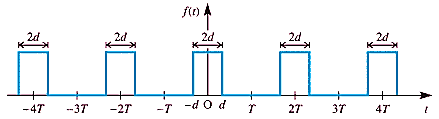 f(t)
2d 2d 2d 2d 2d
−4T −3T −2T −T −d O d T 2T 3T 4T t